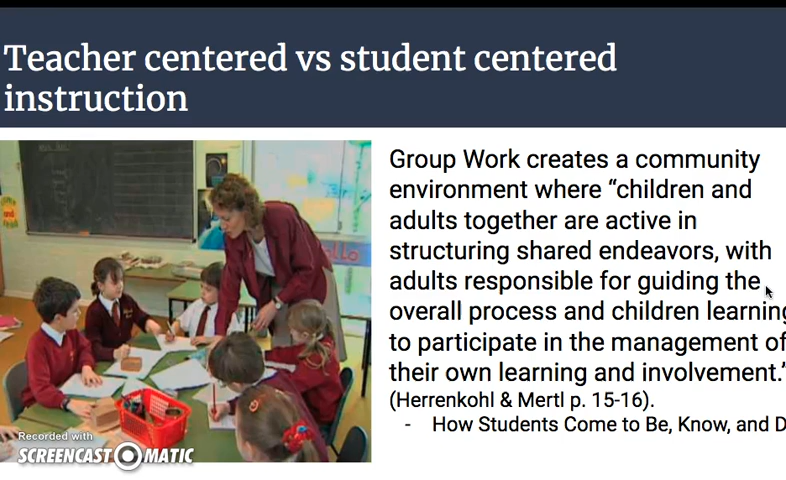 Teacher centered vs student centered
instruction
Group Work creates a community
environment where “children and
adults together are active in
structuring shared endeavors, with
adults responsible for guiding the
overall process and children learning
to participate in the management of
their own learning and involvement.”
(Herrenkohl & Mertl p. 15-16).
- How Students Come to Be, Know, and D
and
Recorded with
SCREENCAST O MATIC